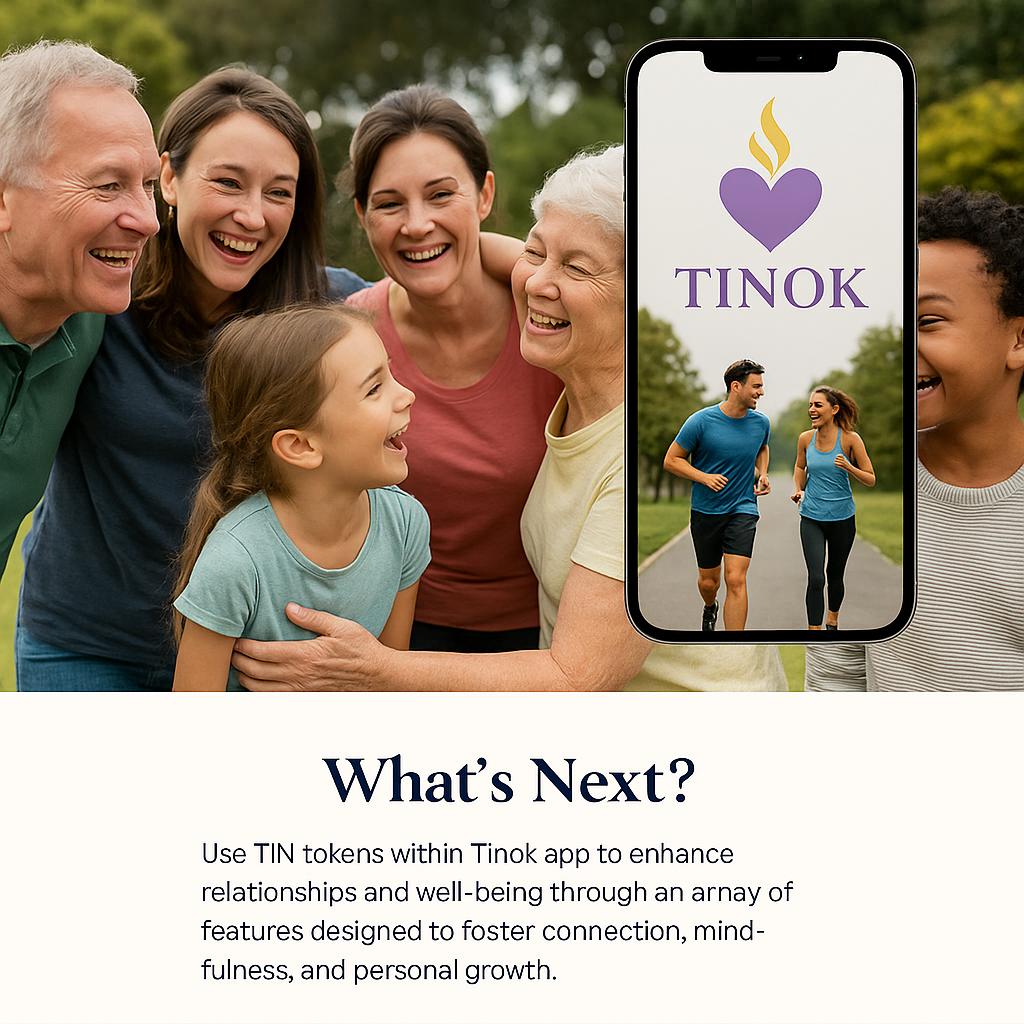 TINOK
What's Next?
Use TIN tokens within Tinok app to enhance
relationships and well-being through an array of
features designed to foster connection, mind-
fulness, and personal growth.